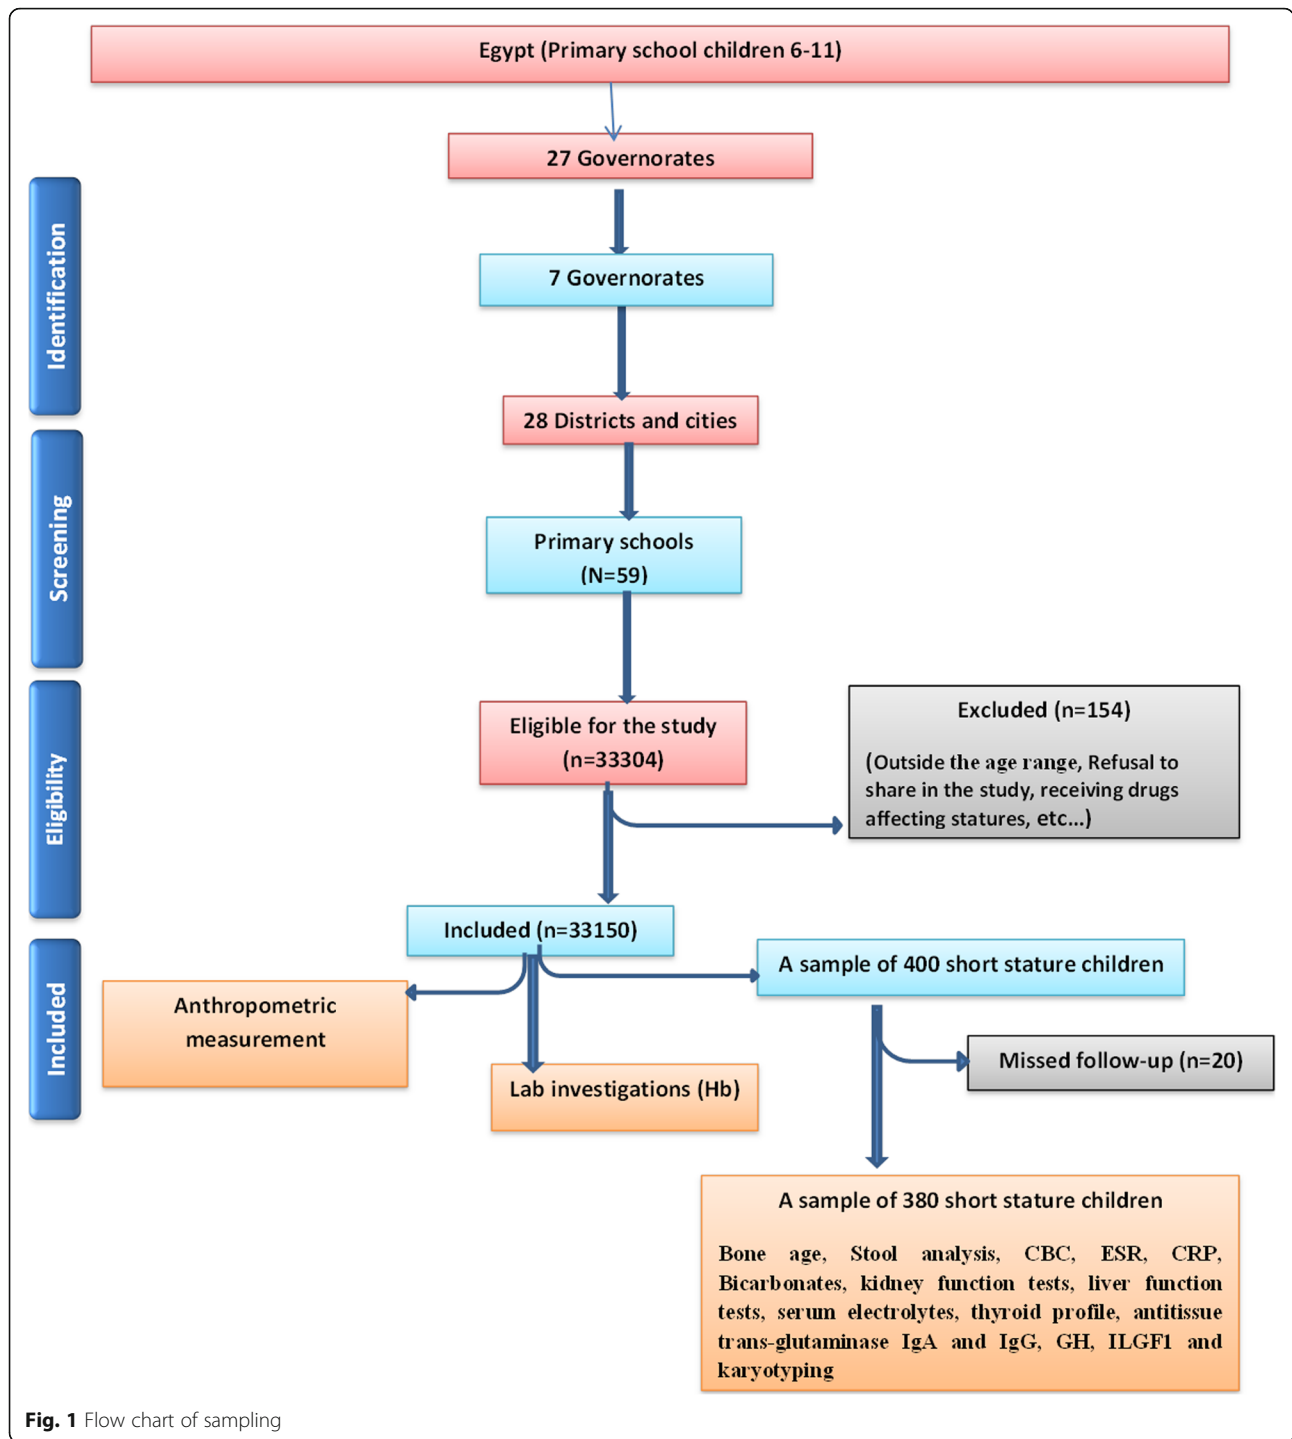 Egypt (Primary school children 6-11)
27 Governorates
Identification
7 Governorates
28 Districts and cities
Screening
Primary schools
(N=59)
Eligibility
Eligible for the study
(n=33304)
Excluded (n=154)
(Outside the age range, Refusal to
share in the study, receiving drugs
affecting statures, etc...)
Included (n=33150)
Included
A sample of 400 short stature children
Anthropometric
measurement
Lab investigations (Hb)
Missed follow-up (n=20)
A sample of 380 short stature children
Bone age, Stool analysis, CBC, ESR, CRP,
Bicarbonates, kidney function tests, liver function
tests, serum electrolytes, thyroid profile, antitissue
trans-glutaminase IgA and IgG, GH, ILGF1 and
karyotyping
Fig. 1 Flow chart of sampling